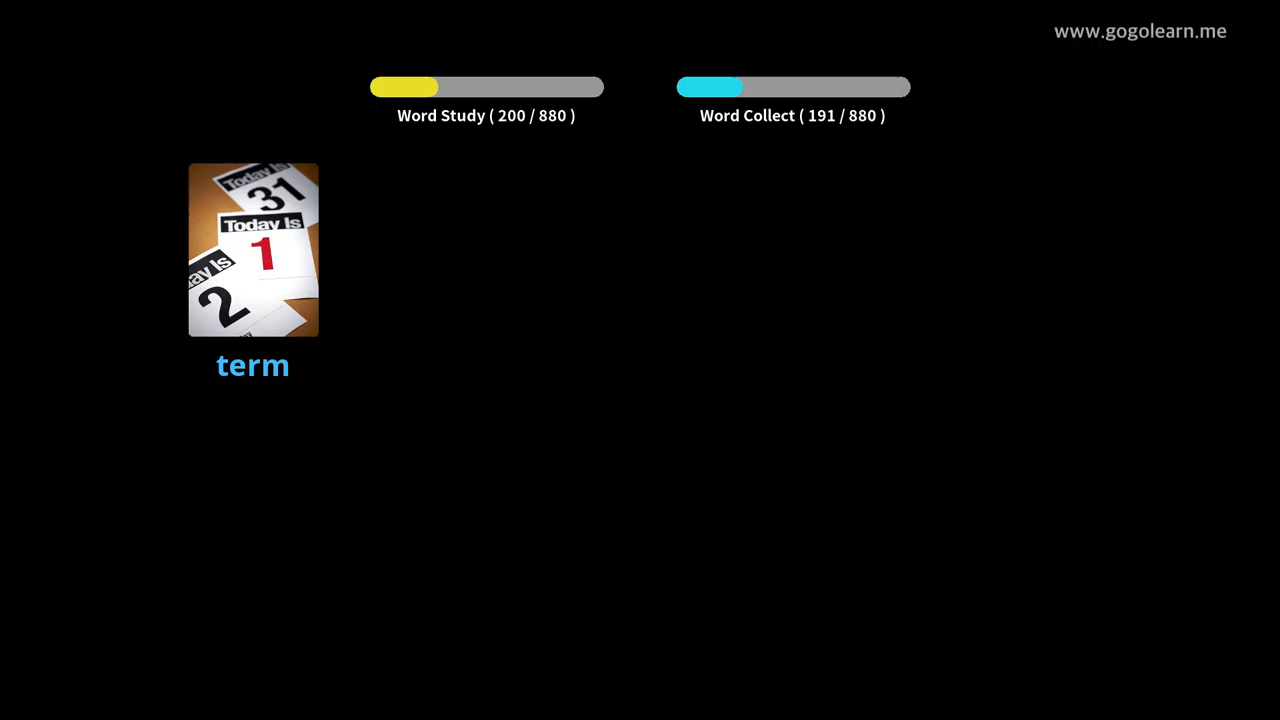 www.gogolearn.me
Word Study ( 200 / 880 )
Word Collect ( 191 / 880 )
Today Is
31
Today Is
1
ay Is
2
term